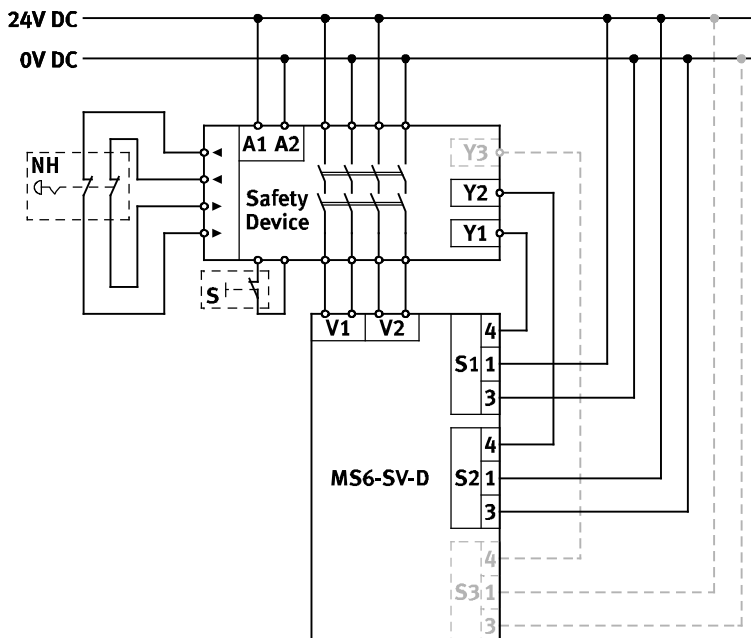 24V DC
0V DC
NH
A1 A2
Y3
Safety
Device
Y2
Y1
S
V1 V2
4
S1 1
3
4
MS6-SV-D
S2 1
3
4
S3 1
3